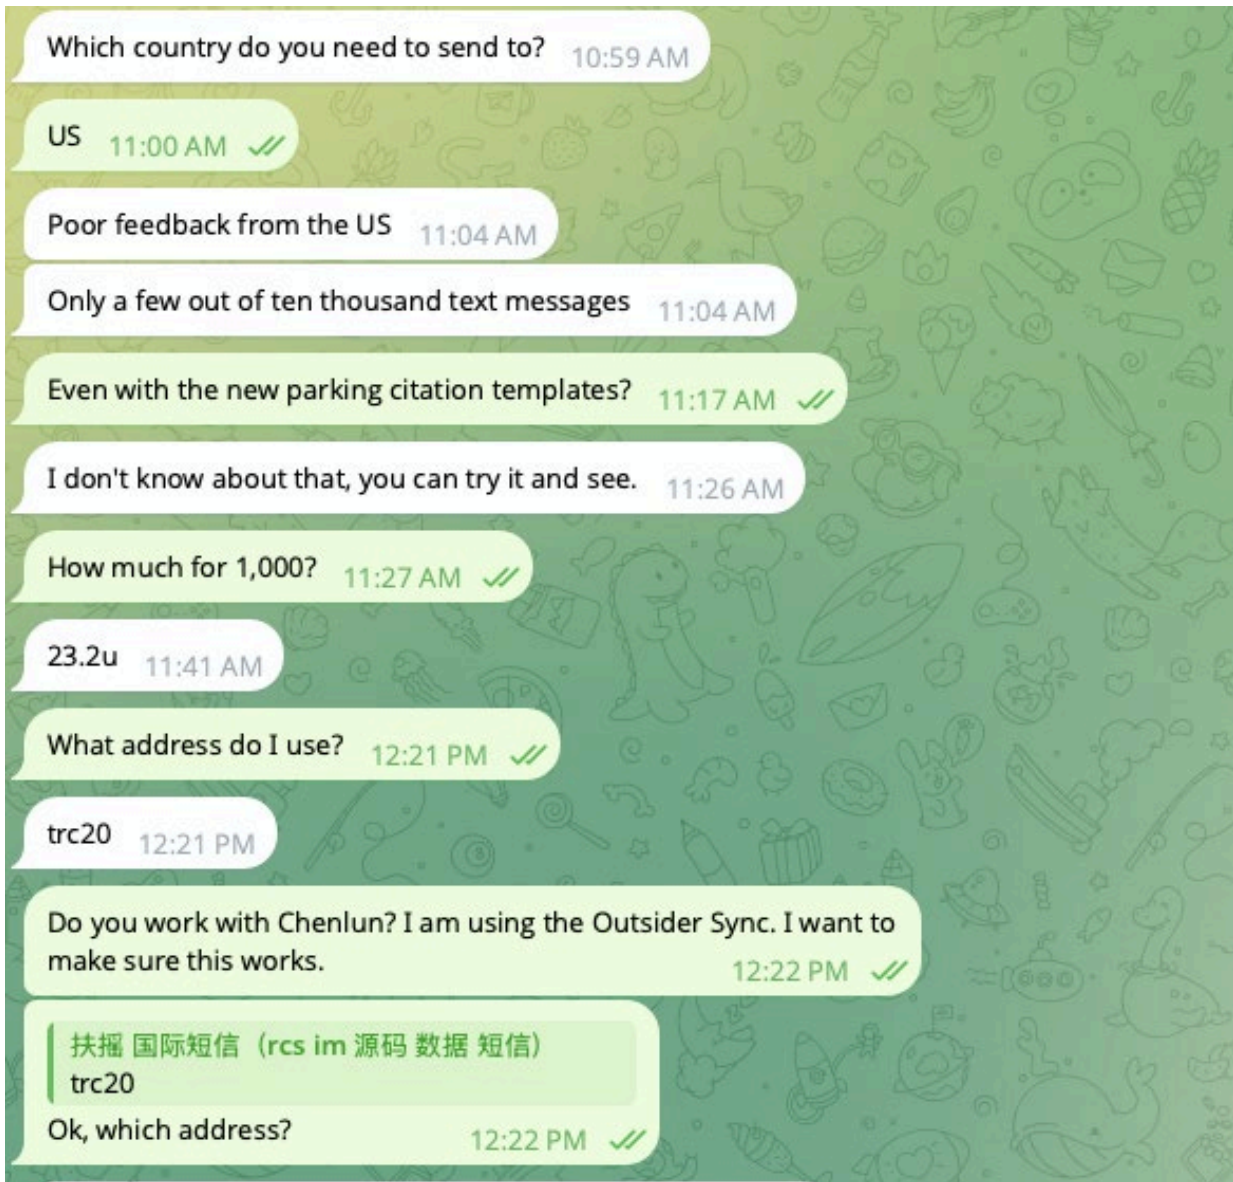 Which country do you need to send to? 10:59 AM
US 11:00 AM
Poor feedback from the US 11:04 AM
Only a few out of ten thousand text messages 11:04 AM
Even with the new parking citation templates? 11:17 AM
I don't know about that, you can try it and see. 11:26 AM
How much for 1,000? 11:27 AM
23.2u 11:41 AM
What address do I use? 12:21 PM
trc20 12:21 PM
Do you work with Chenlun? I am using the Outsider Sync. I want to
make sure this works. 12:22 PM
扶摇 国际短信（rcs im 源码 数据 短信）
trc20
Ok, which address? 12:22 PM